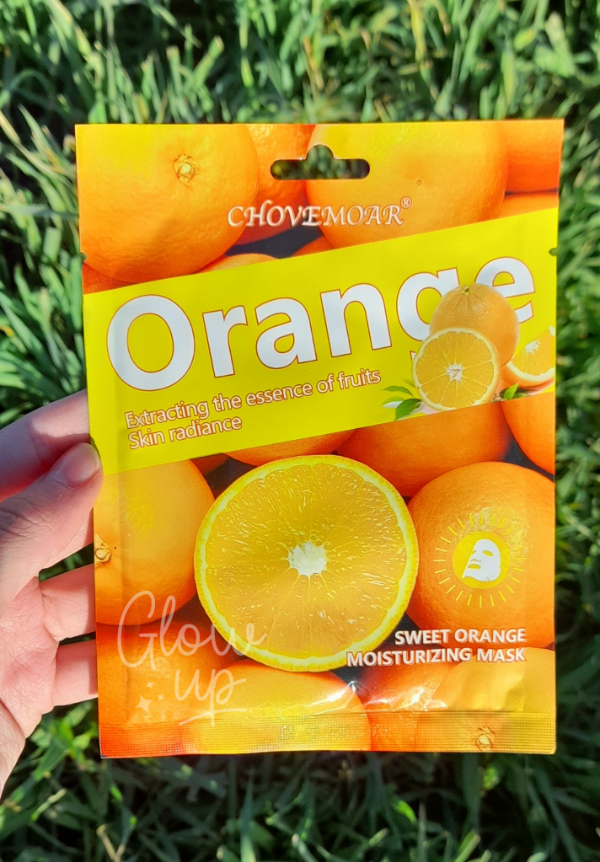 CHOVEMOAR®
Orange
Extracting the essence of fruits
Skin radiance
Glow
up
SWEET ORANGE
MOISTURIZING MASK